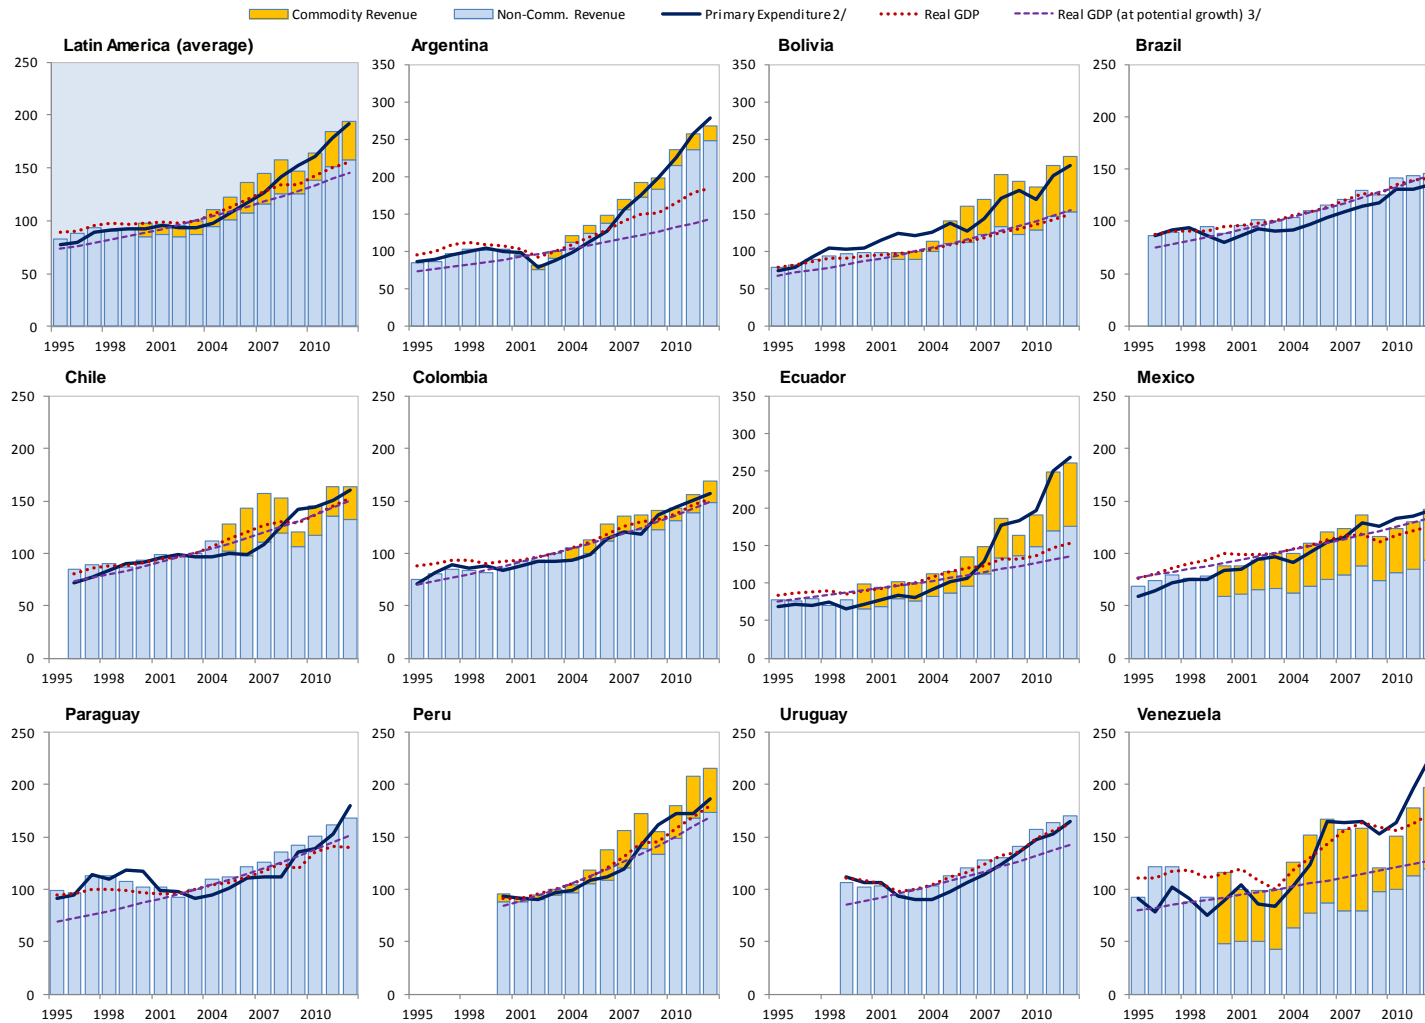 Commodity Revenue Non-Comm. Revenue Primary Expenditure 2/ Real GDP Real GDP (at potential growth) 3/
Latin America (average) Argentina Bolivia Brazil
250 350 350 250
300 300
200 200
250 250
150 200 200 150
100 150 150 100
100 100
50 50
50 50
0 0 0 0
1995 1998 2001 2004 2007 2010 1995 1998 2001 2004 2007 2010 1995 1998 2001 2004 2007 2010 1995 1998 2001 2004 2007 2010
Chile Colombia Ecuador Mexico
250 250 350 250
300
200 200 200
250
150 150 200 150
100 100 150 100
100
50 50 50
50
0 0 0 0
1995 1998 2001 2004 2007 2010 1995 1998 2001 2004 2007 2010 1995 1998 2001 2004 2007 2010 1995 1998 2001 2004 2007 2010
Paraguay Peru Uruguay Venezuela
250 250 250 250
200 200 200 200
150 150 150 150
100 100 100 100
50 50 50 50
0 0 0 0
1995 1998 2001 2004 2007 2010 1995 1998 2001 2004 2007 2010 1995 1998 2001 2004 2007 2010 1995 1998 2001 2004 2007 2010